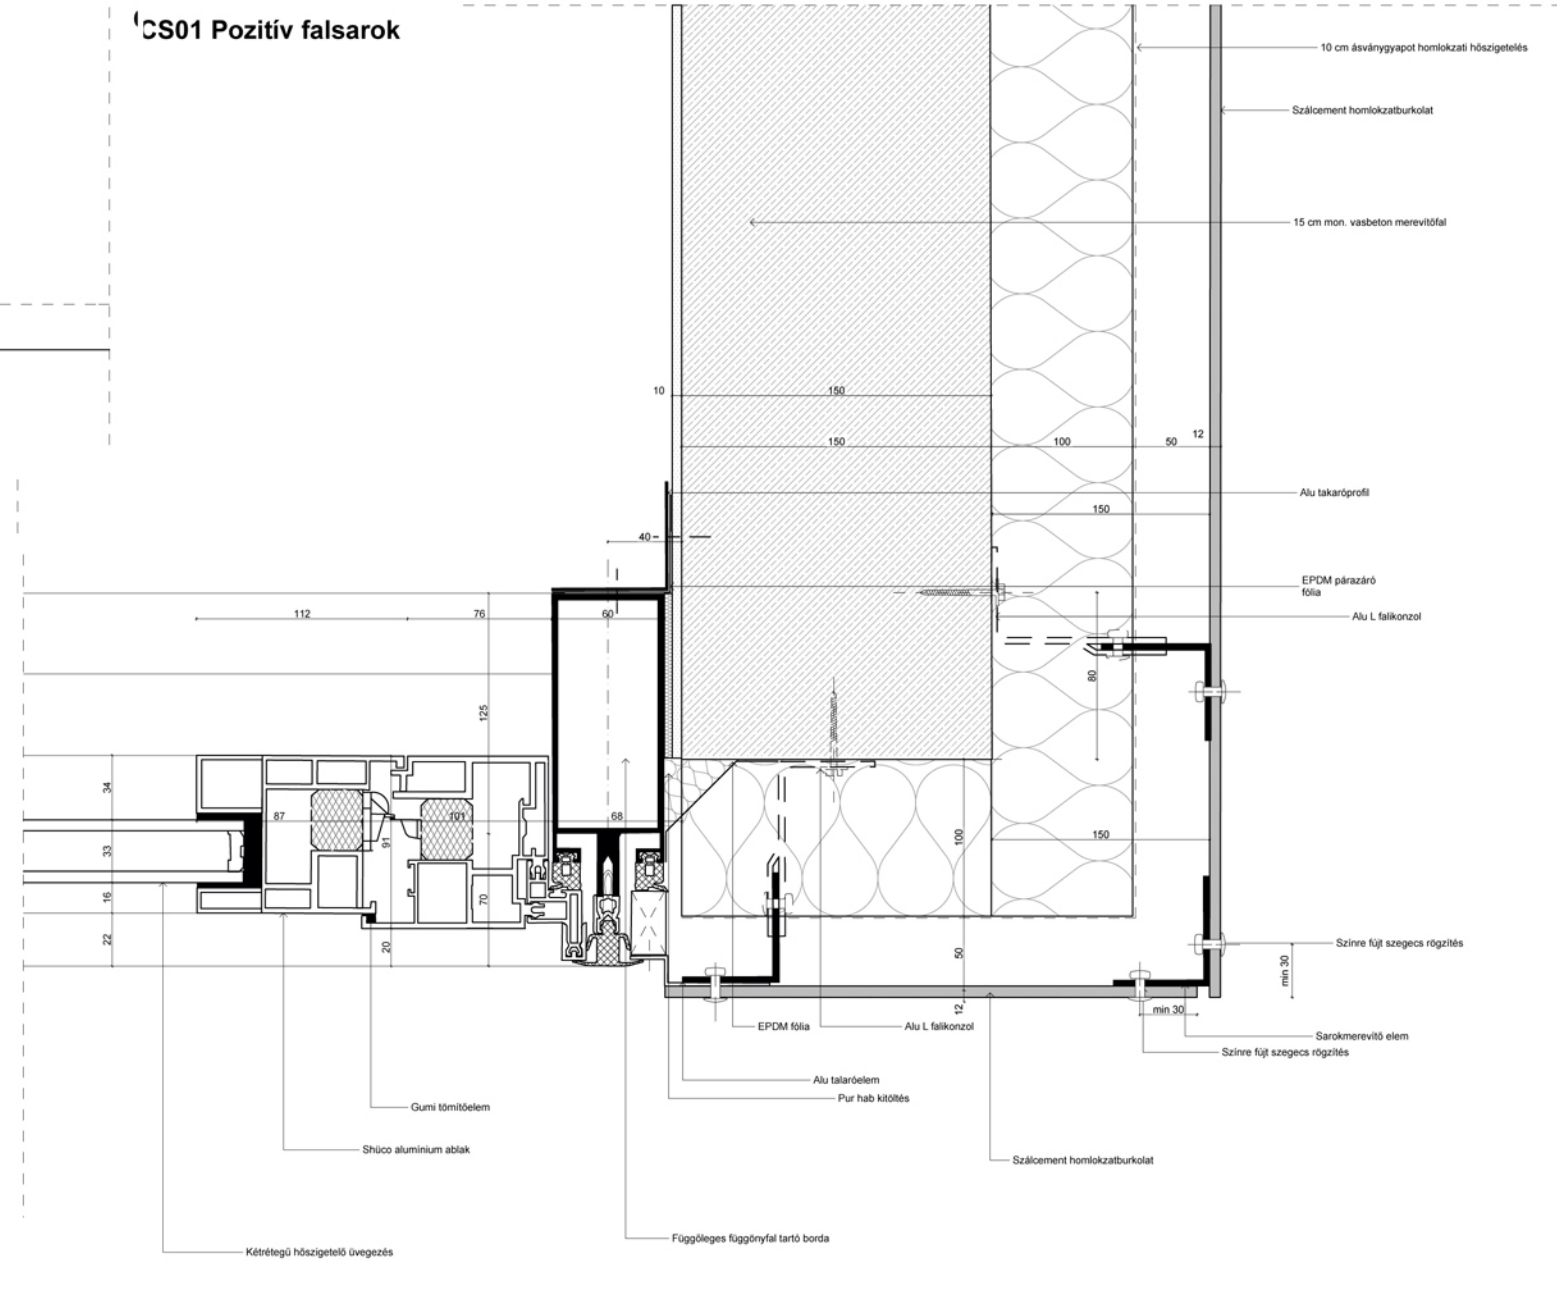 CS01 Pozitív falsarok
10 cm ásványgyapot homlokzati hőszigetelés
Szálcement homlokzatburkolat
15 cm mon. vasbeton merevítőfal
10
150
150
100
50
12
Alu takaróprofil
150
40
EPDM párazáró
fólia
Alu L falikonzol
112
76
60
80
125
34
87
101
68
91
33
100
150
16
70
22
20
50
Színre fújt szegecs rögzítés
min 30
12
min 30
EPDM fólia
Alu L falikonzol
Sarokmerevítő elem
Színre fújt szegecs rögzítés
Alu talaróelem
Pur hab kitöltés
Gumi tömítőelem
Shüco alumínium ablak
Szálcement homlokzatburkolat
Függőleges függönyfal tartó borda
Kétrétegű hőszigetelő üvegezés